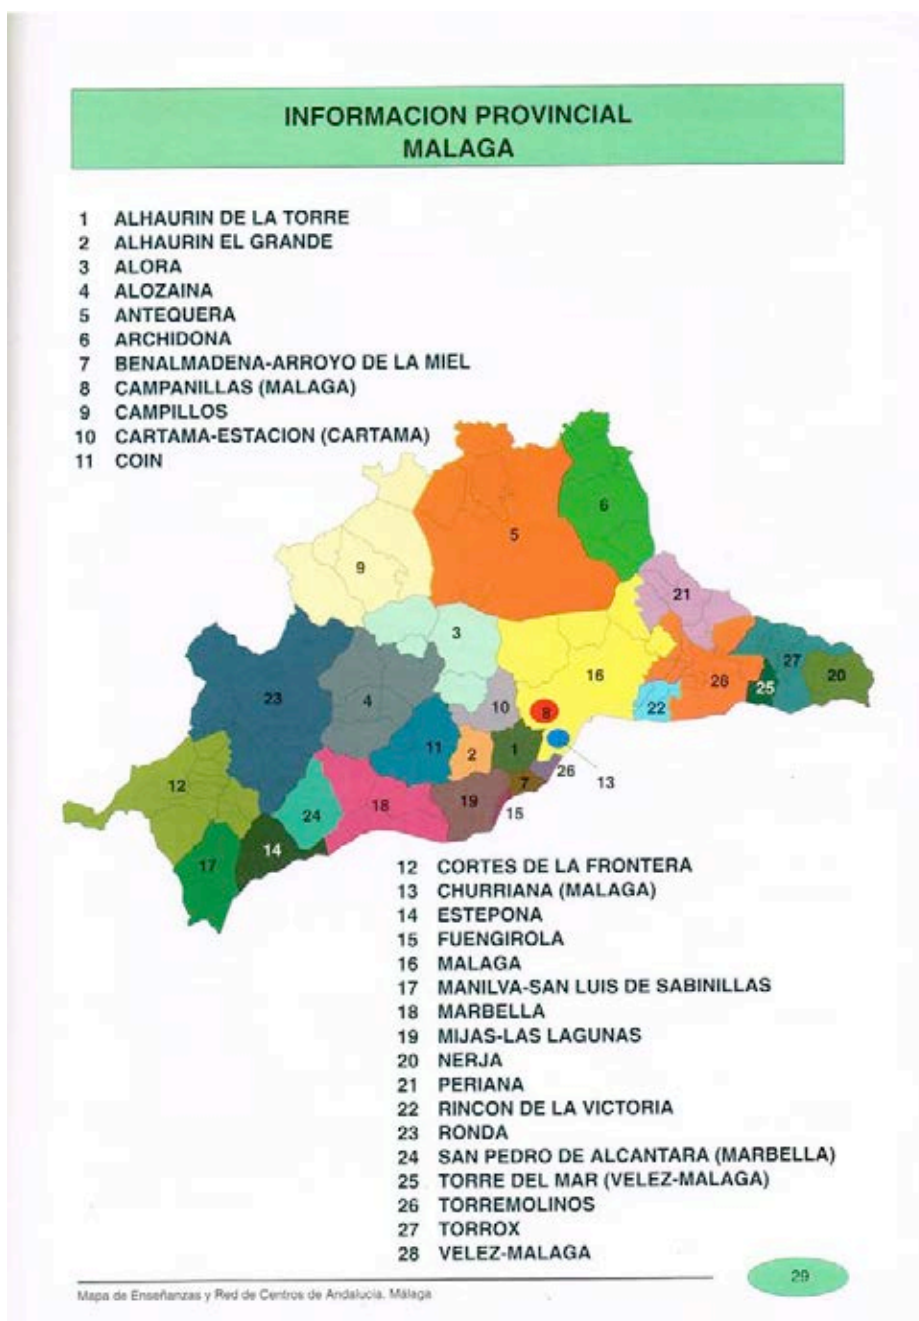 INFORMACION PROVINCIAL
MALAGA
1 ALHAURIN DE LA TORRE
2 ALHAURIN EL GRANDE
3 ALORA
4 ALOZAINA
5 ANTEQUERA
6 ARCHIDONA
7 BENALMADENA-ARROYO DE LA MIEL
8 CAMPANILLAS (MALAGA)
9 CAMPILLOS
10 CARTAMA-ESTACION (CARTAMA)
11 COIN
6
5
9
21
3
16
27
20
23
28
25
4
10
8
22
11
2
1
26
12
7
13
24
18
19
15
14
17
12 CORTES DE LA FRONTERA
13 CHURRIANA (MALAGA)
14 ESTEPONA
15 FUENGIROLA
16 MALAGA
17 MANILVA-SAN LUIS DE SABINILLAS
18 MARBELLA
19 MIJAS-LAS LAGUNAS
20 NERJA
21 PERIANA
22 RINCON DE LA VICTORIA
23 RONDA
24 SAN PEDRO DE ALCANTARA (MARBELLA)
25 TORRE DEL MAR (VELEZ-MALAGA)
26 TORREMOLINOS
27 TORROX
28 VELEZ-MALAGA
Mapa de Enseñanzas y Red de Centros de Andalucía. Málaga
29